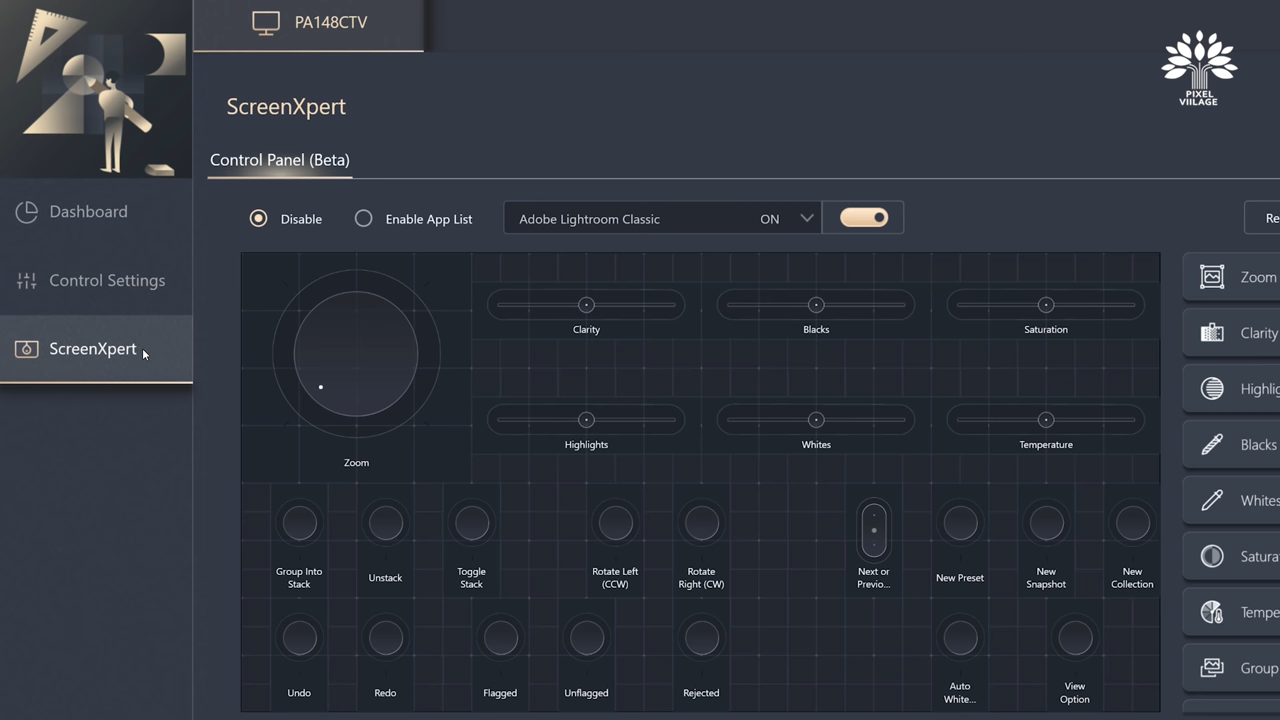 PA148CTV
PIXEL
VIILAGE
ScreenXpert
Control Panel (Beta)
Dashboard
Control Settings
ScreenXpert
Disable
Enable App List
Adobe Lightroom Classic
ON
Re
Zoom
Clarity
Highlig
Blacks
Whites
Satura
Tempe
Group
Clarity
Blacks
Saturation
Highlights
Whites
Temperature
Zoom
Group Into
Stack
Unstack
Toggle
Stack
Rotate Left
(CCW)
Rotate
Right (CW)
Next or
Previo...
New Preset
New
Snapshot
New
Collection
Undo
Redo
Flagged
Unflagged
Rejected
Auto
White...
View
Option